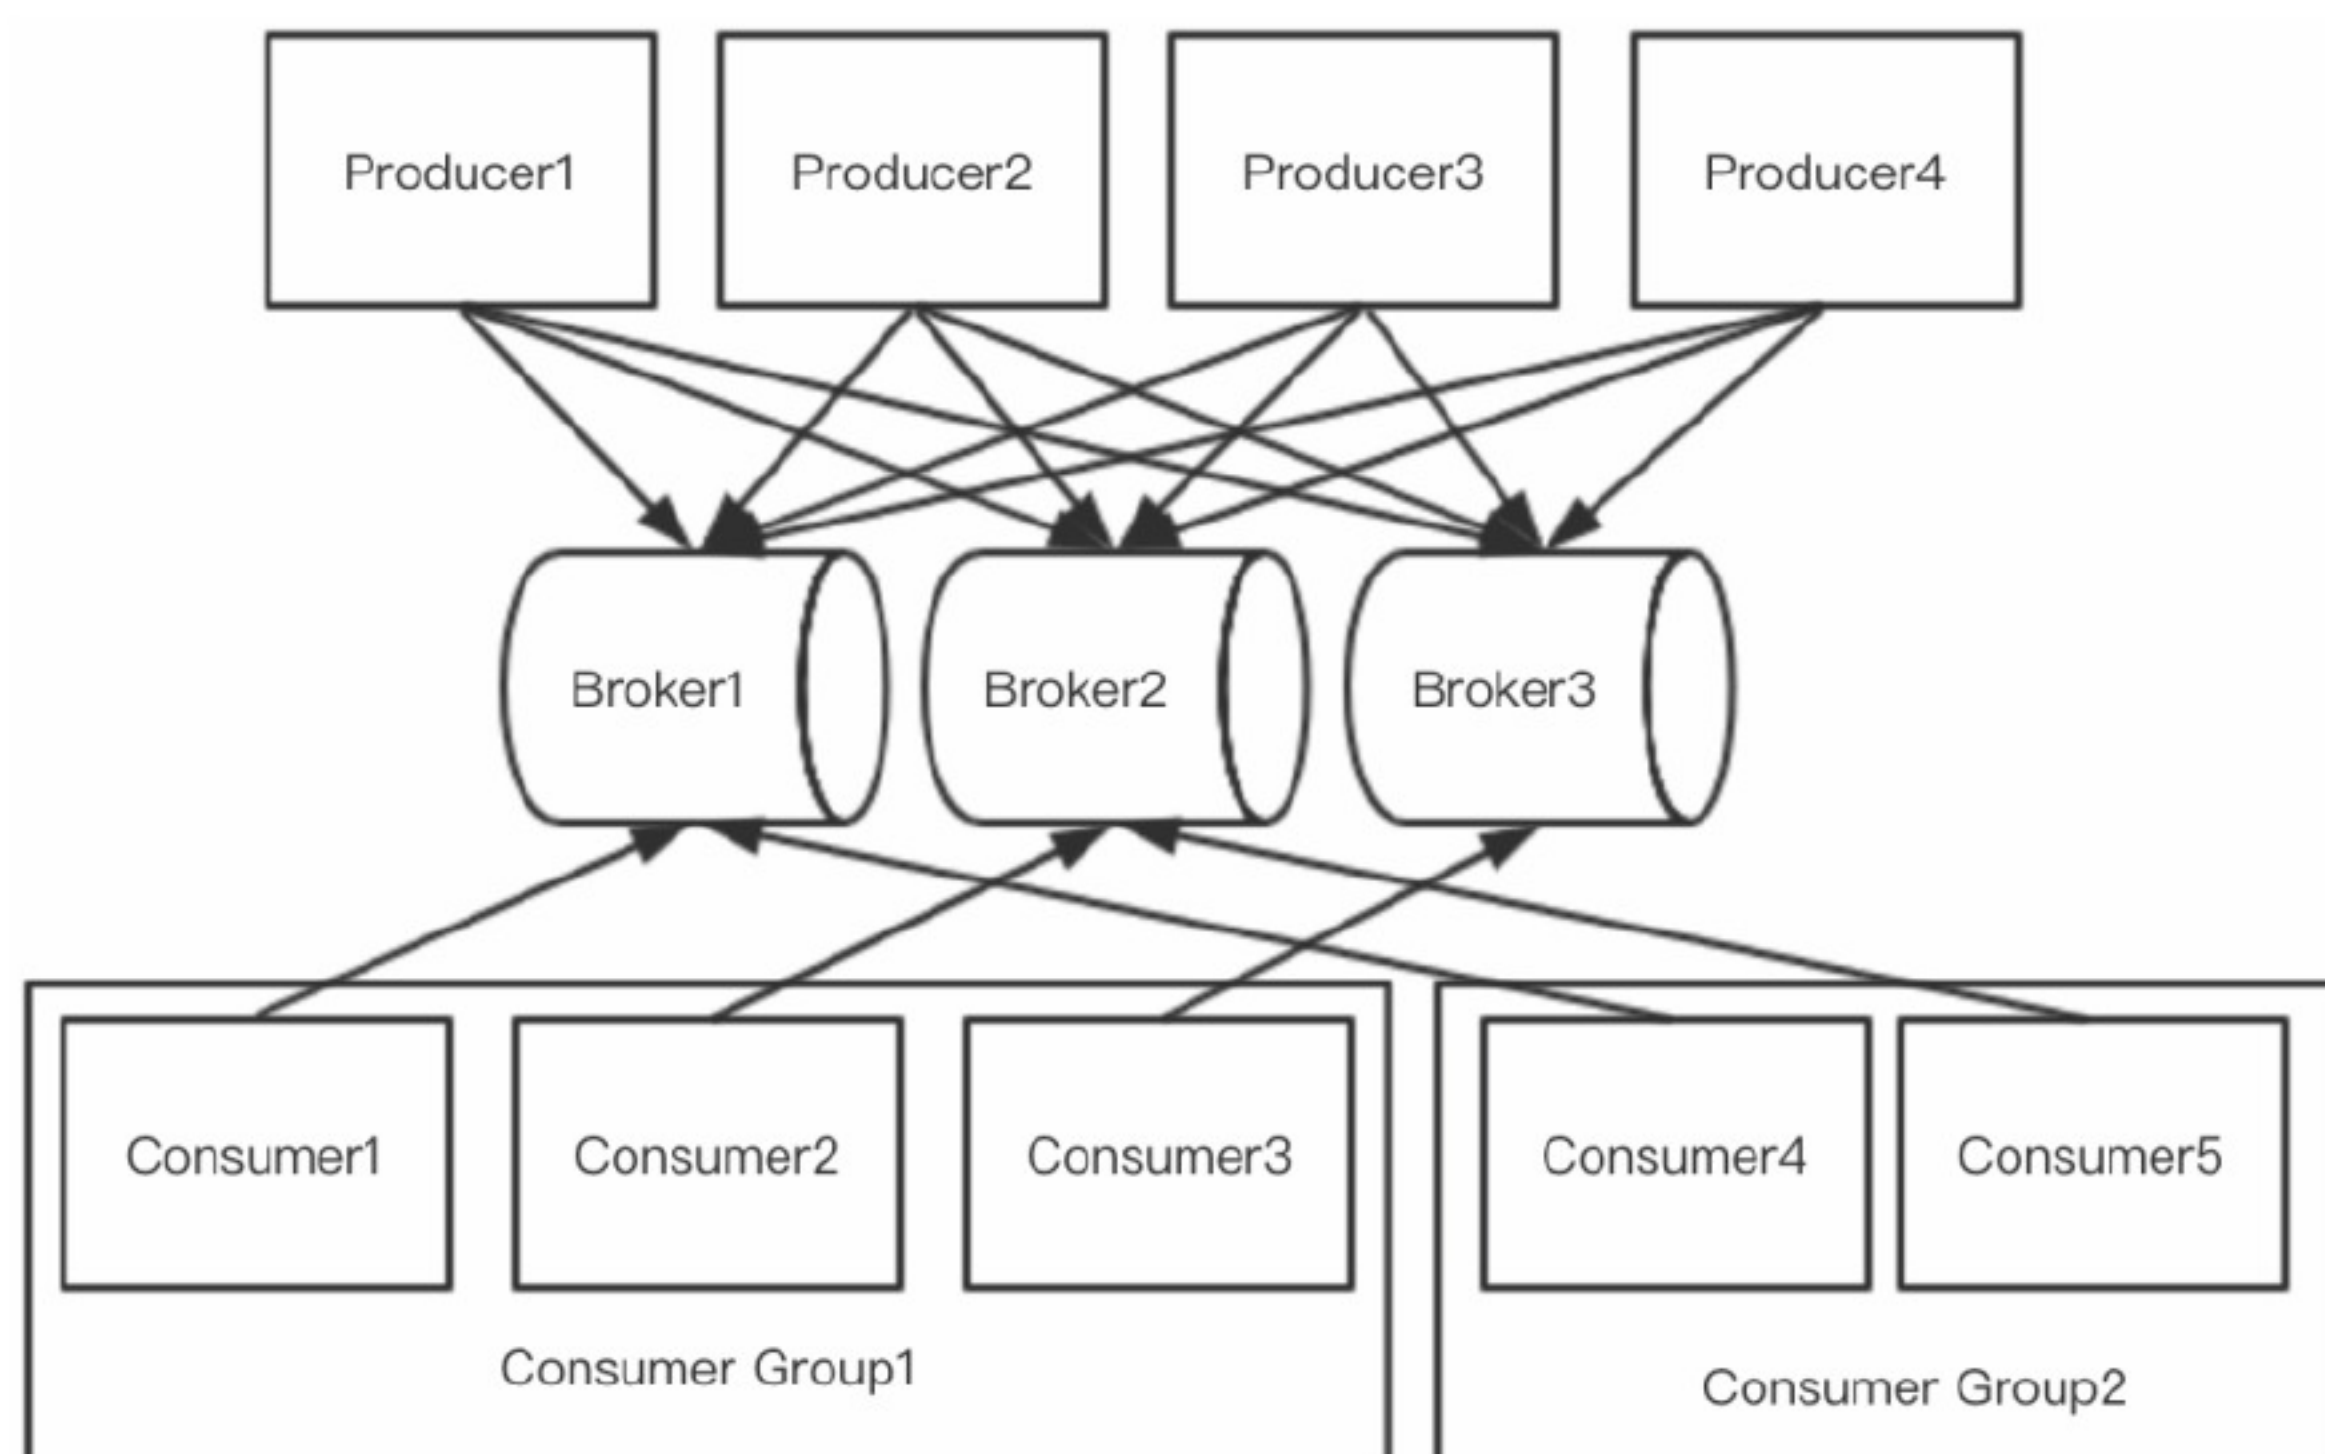 Producer1
Producer2
Producer3
Producer4
Broker1
Broker2
Broker3
Consumer1
Consumer2
Consumer3
Consumer4
Consumer5
Consumer Group1
Consumer Group2